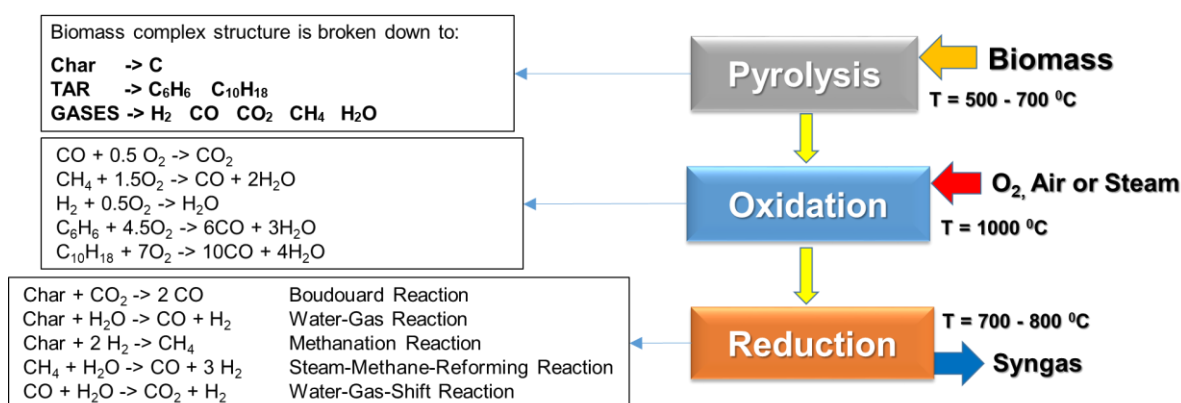 Biomass complex structure is broken down to:
Char -> C
TAR -> C₆H₆ C₁₀H₁₈
GASES -> H₂ CO CO₂ CH₄ H₂O
Pyrolysis
Biomass
T = 500 - 700 ⁰C
CO + 0.5 O₂ -> CO₂
CH₄ + 1.5O₂ -> CO + 2H₂O
H₂ + 0.5O₂ -> H₂O
C₆H₆ + 4.5O₂ -> 6CO + 3H₂O
C₁₀H₁₈ + 7O₂ -> 10CO + 4H₂O
Oxidation
O₂, Air or Steam
T = 1000 ⁰C
Char + CO₂ -> 2 CO Boudouard Reaction
Char + H₂O -> CO + H₂ Water-Gas Reaction
Char + 2 H₂ -> CH₄ Methanation Reaction
CH₄ + H₂O -> CO + 3 H₂ Steam-Methane-Reforming Reaction
CO + H₂O -> CO₂ + H₂ Water-Gas-Shift Reaction
Reduction
T = 700 - 800 ⁰C
Syngas